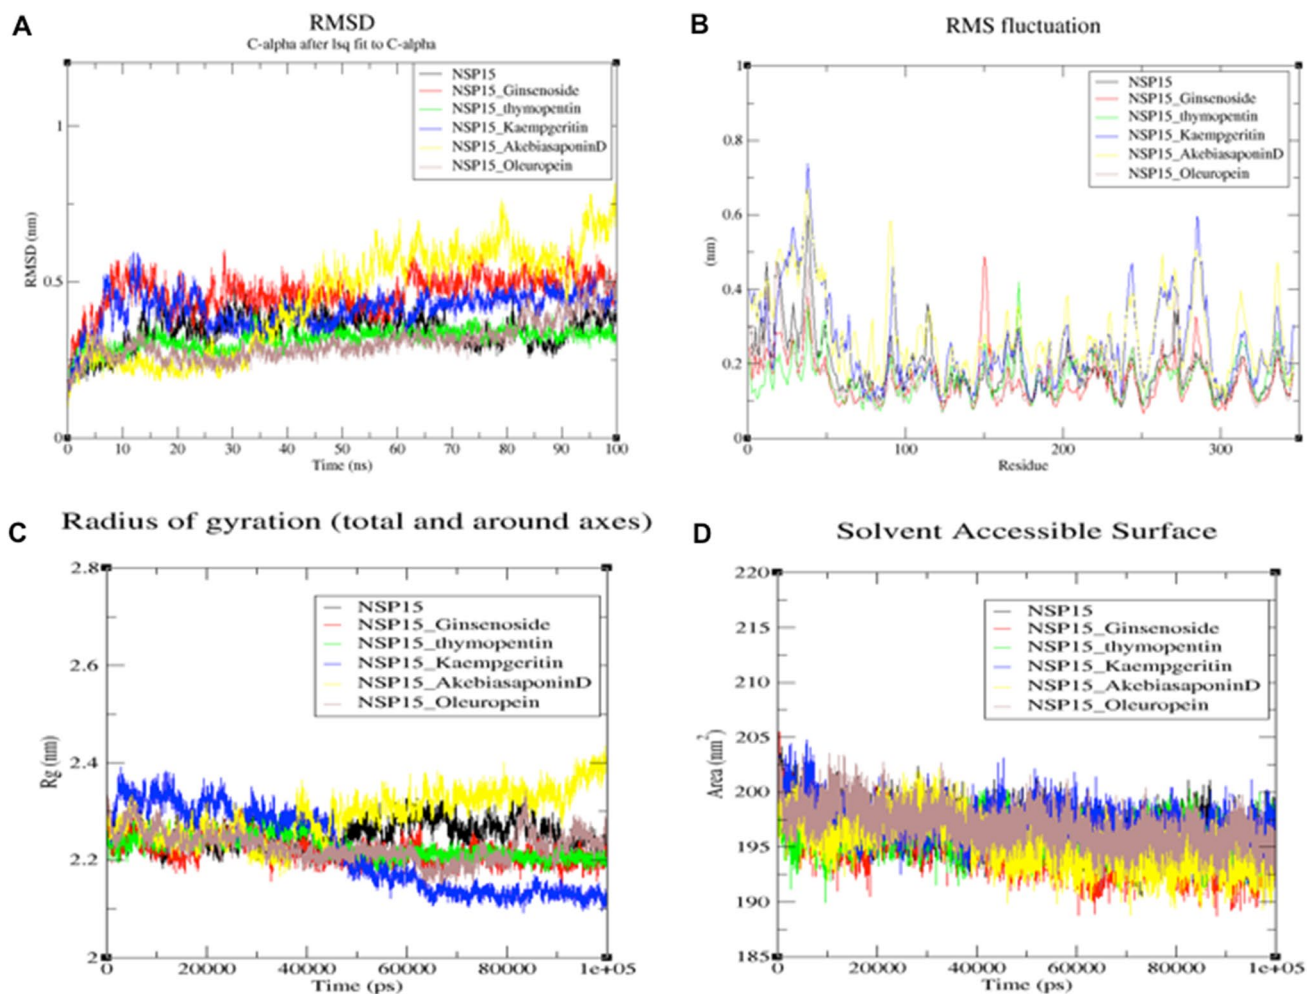 A
RMSD
C-alpha after lsq fit to C-alpha
NSP15
NSP15_Ginsenoside
NSP15_thymopentin
NSP15_Kaempgeritin
NSP15_AkebiasaponinD
NSP15_Oleuropein
1
0.5
0
RMSD (nm)
0 10 20 30 40 50 60 70 80 90 100
Time (ns)
B
RMS fluctuation
NSP15
NSP15_Ginsenoside
NSP15_thymopentin
NSP15_Kaempgeritin
NSP15_AkebiasaponinD
NSP15_Oleuropein
1
0.8
0.6
0.4
0.2
0
(nm)
0 100 200 300
Residue
C
Radius of gyration (total and around axes)
NSP15
NSP15_Ginsenoside
NSP15_thymopentin
NSP15_Kaempgeritin
NSP15_AkebiasaponinD
NSP15_Oleuropein
2.8
2.6
2.4
2.2
2
Rg (nm)
0 20000 40000 60000 80000 1e+05
Time (ps)
D
Solvent Accessible Surface
NSP15
NSP15_Ginsenoside
NSP15_thymopentin
NSP15_Kaempgeritin
NSP15_AkebiasaponinD
NSP15_Oleuropein
220
215
210
205
200
195
190
185
Area (nm²)
0 20000 40000 60000 80000 1e+05
Time (ps)